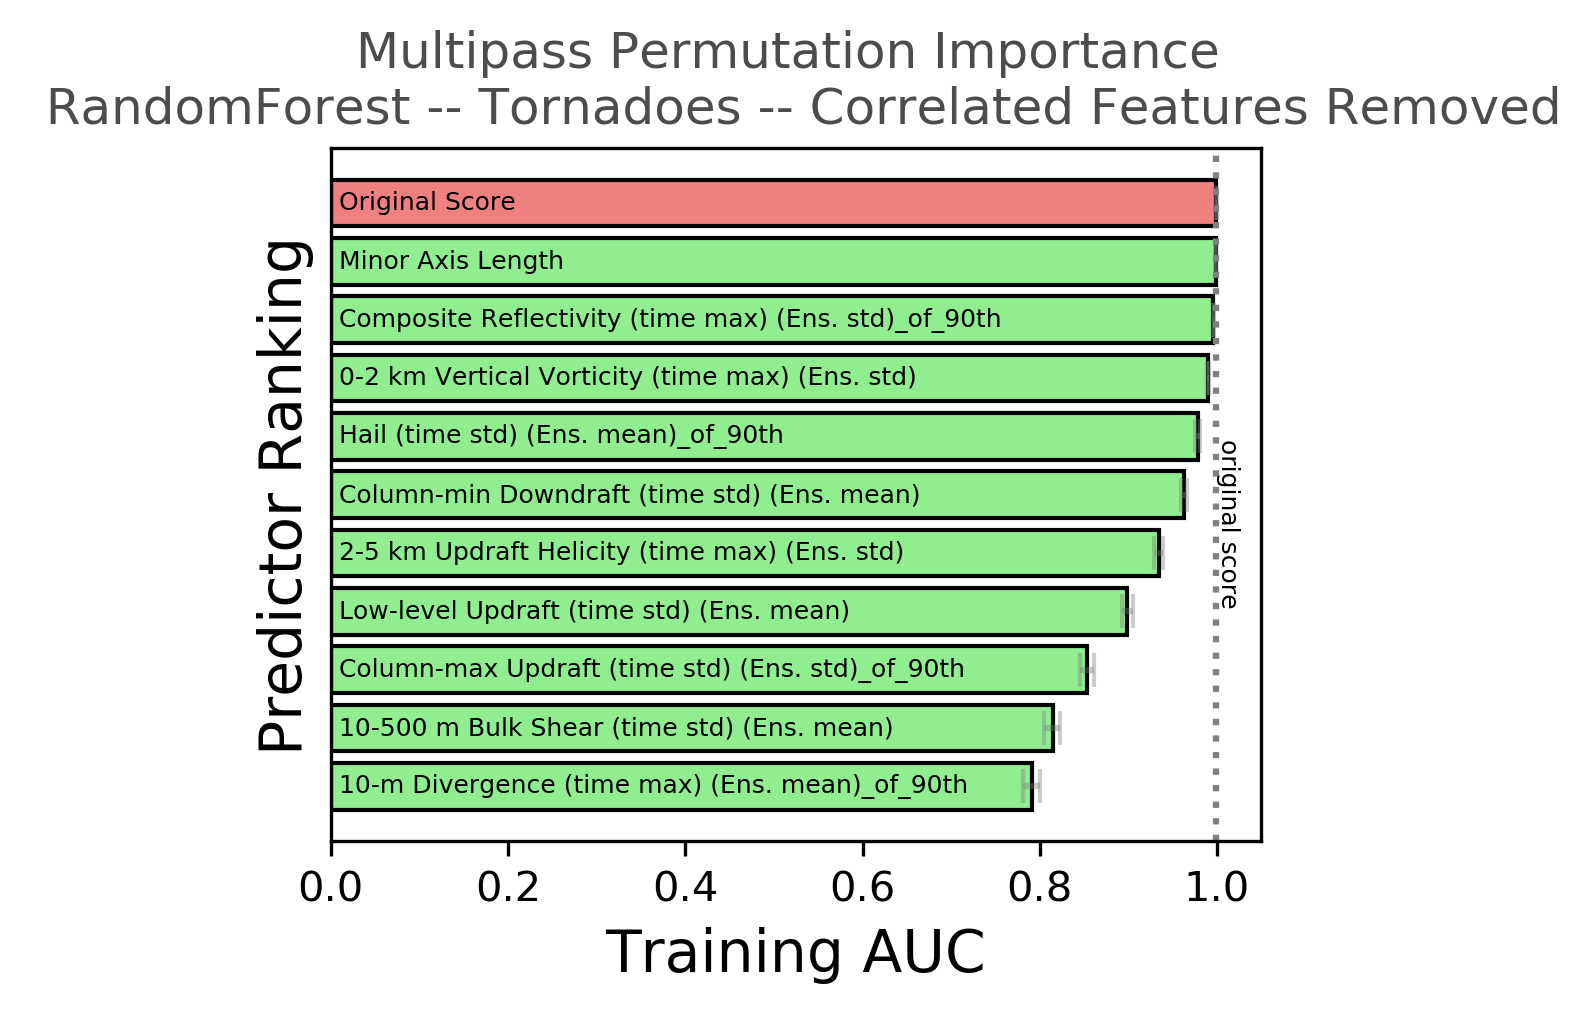 Multipass Permutation Importance
RandomForest -- Tornadoes -- Correlated Features Removed
Predictor Ranking
Original Score
Minor Axis Length
Composite Reflectivity (time max) (Ens. std)_of_90th
0-2 km Vertical Vorticity (time max) (Ens. std)
Hail (time std) (Ens. mean)_of_90th
Column-min Downdraft (time std) (Ens. mean)
2-5 km Updraft Helicity (time max) (Ens. std)
Low-level Updraft (time std) (Ens. mean)
Column-max Updraft (time std) (Ens. std)_of_90th
10-500 m Bulk Shear (time std) (Ens. mean)
10-m Divergence (time max) (Ens. mean)_of_90th
original score
0.0 0.2 0.4 0.6 0.8 1.0
Training AUC